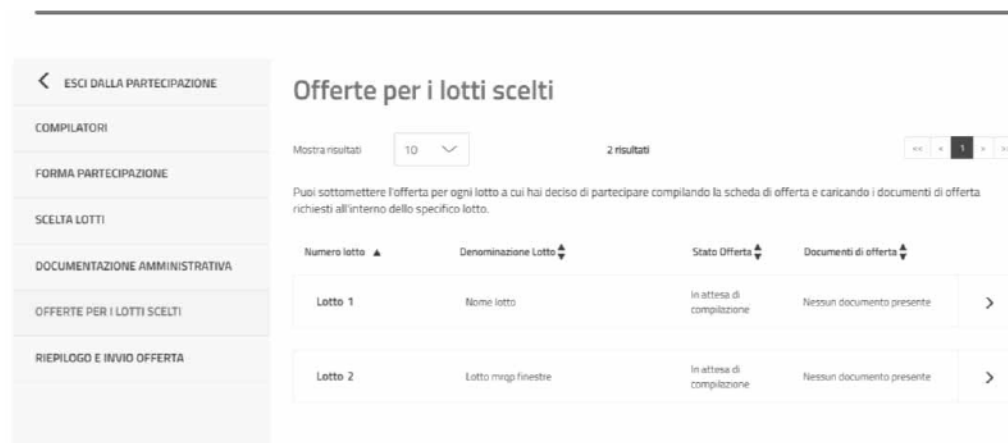 ESCI DALLA PARTECIPAZIONE
COMPILATORI
FORMA PARTECIPAZIONE
SCELTA LOTTI
DOCUMENTAZIONE AMMINISTRATIVA
OFFERTE PER I LOTTI SCELTI
RIEPILOGO E INVIO OFFERTA
Offerte per i lotti scelti
Mostra risultati 10 2 risultati << < 1 > >>
Puoi sottomettere l'offerta per ogni lotto a cui hai deciso di partecipare compilando la scheda di offerta e caricando i documenti di offerta
richiesti all'interno dello specifico lotto.
Numero lotto Denominazione Lotto Stato Offerta Documenti di offerta
Lotto 1 Nome lotto In attesa di compilazione Nessun documento presente
Lotto 2 Lotto mrqp finestre In attesa di compilazione Nessun documento presente